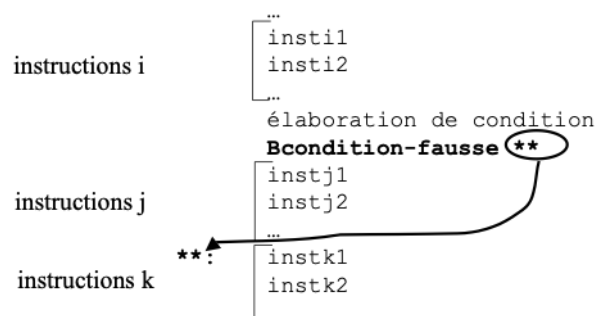 …
insti1
instructions i insti2
…
élaboration de condition
Bcondition-fausse **
instj1
instructions j instj2
…
**: instk1
instructions k instk2